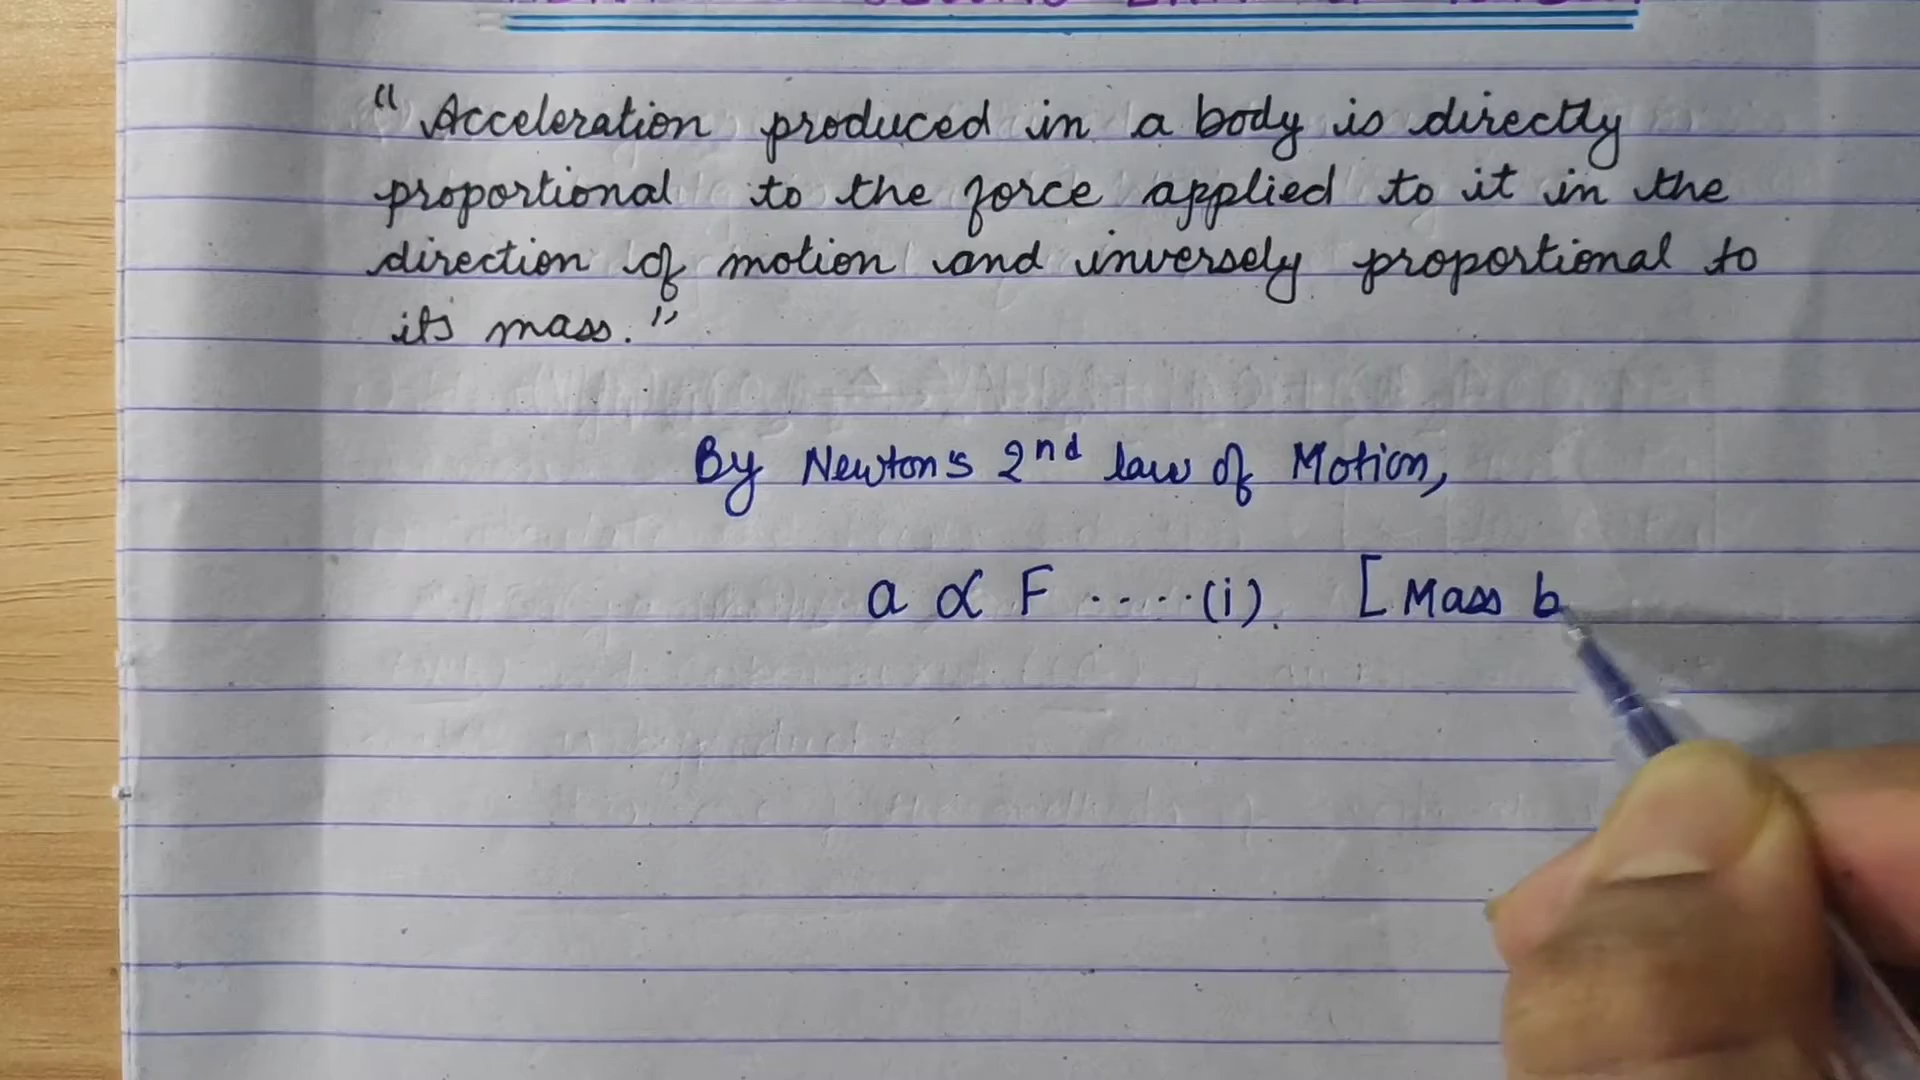 "Acceleration produced in a body is directly
proportional to the force applied to it in the
direction of motion and inversely proportional to
its mass."
By Newton's 2nd law of Motion,
a ∝ F ....(i). [Mass b